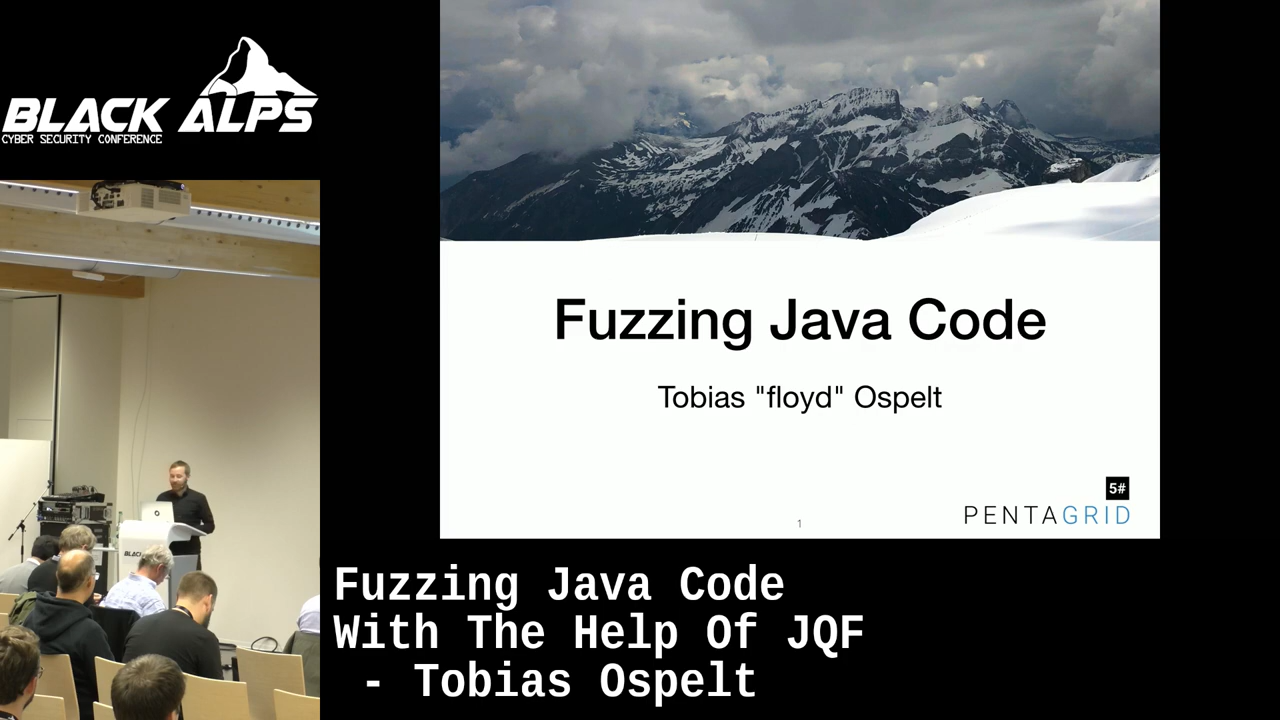 BLACK ALPS
CYBER SECURITY CONFERENCE
Fuzzing Java Code
Tobias "floyd" Ospelt
5#
PENTAGRID
1
BLACK
Fuzzing Java Code
With The Help Of JQF
- Tobias Ospelt